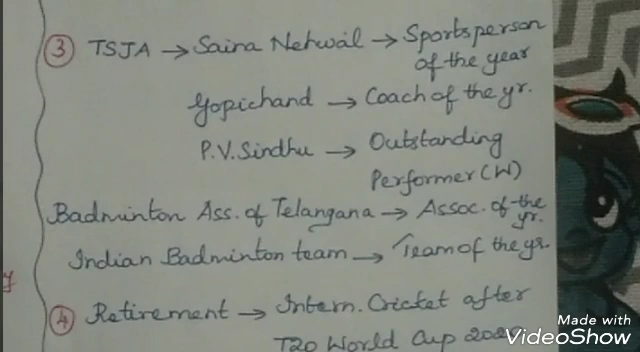 ③ TSJA → Saina Nehwal → Sportsperson
of the year
Gopichand → Coach of the yr.
P.V. Sindhu → Outstanding
Performer (W)
Badminton Ass. of Telangana → Assoc. of the
yr.
Indian Badminton team → Team of the yr.
④ Retirement → Intern. Cricket after
T20 World Cup 2020
Made with
VideoShow